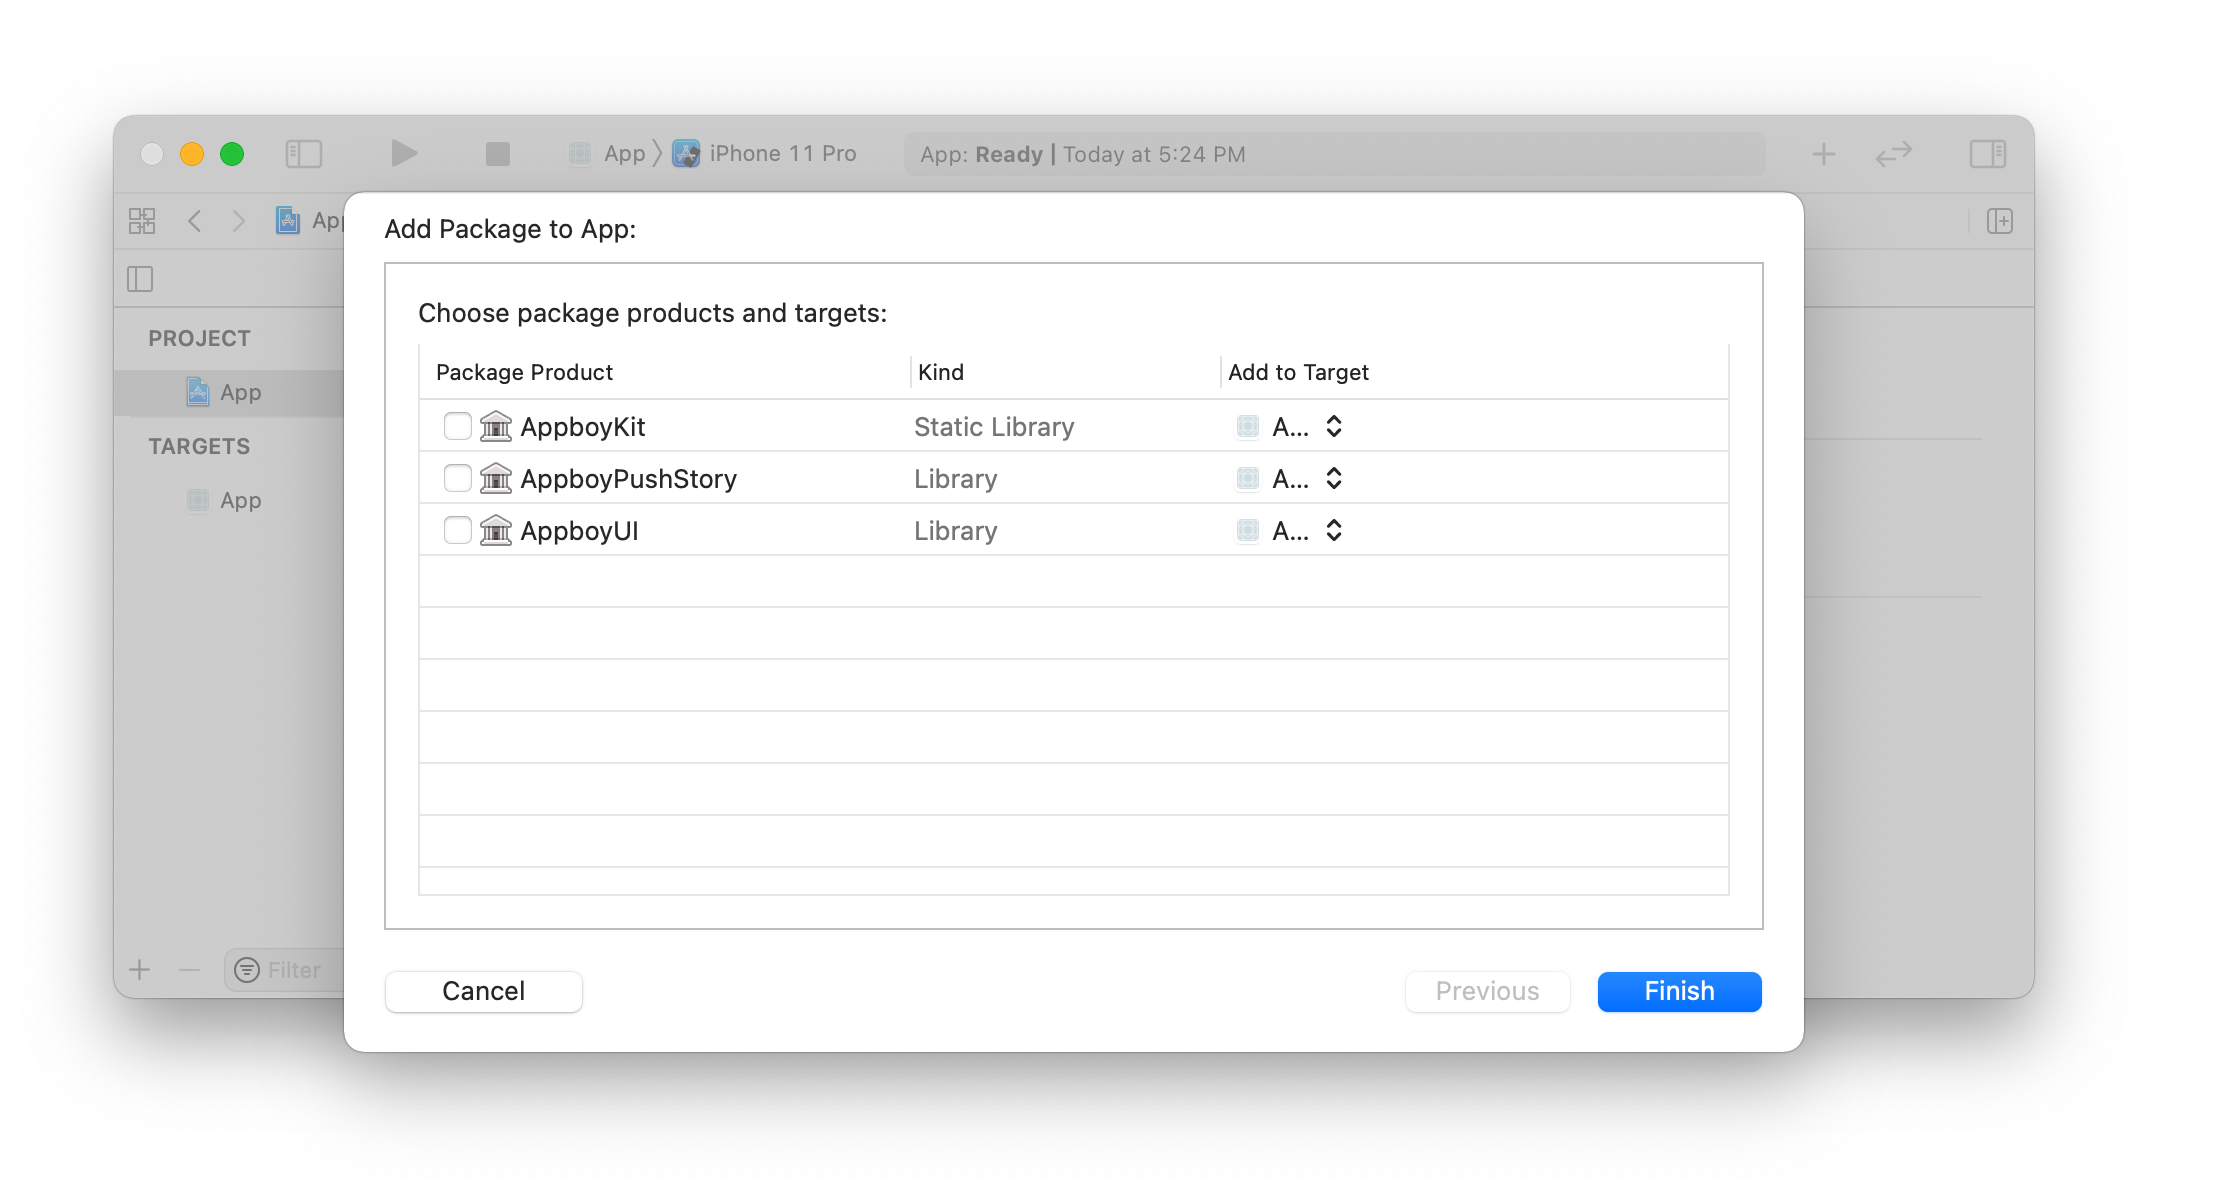 App iPhone 11 Pro App: Ready | Today at 5:24 PM
App
Add Package to App:
Choose package products and targets:
PROJECT
App
TARGETS
App
Package Product Kind Add to Target
AppboyKit Static Library A...
AppboyPushStory Library A...
AppboyUI Library A...
Filter
Cancel Previous Finish